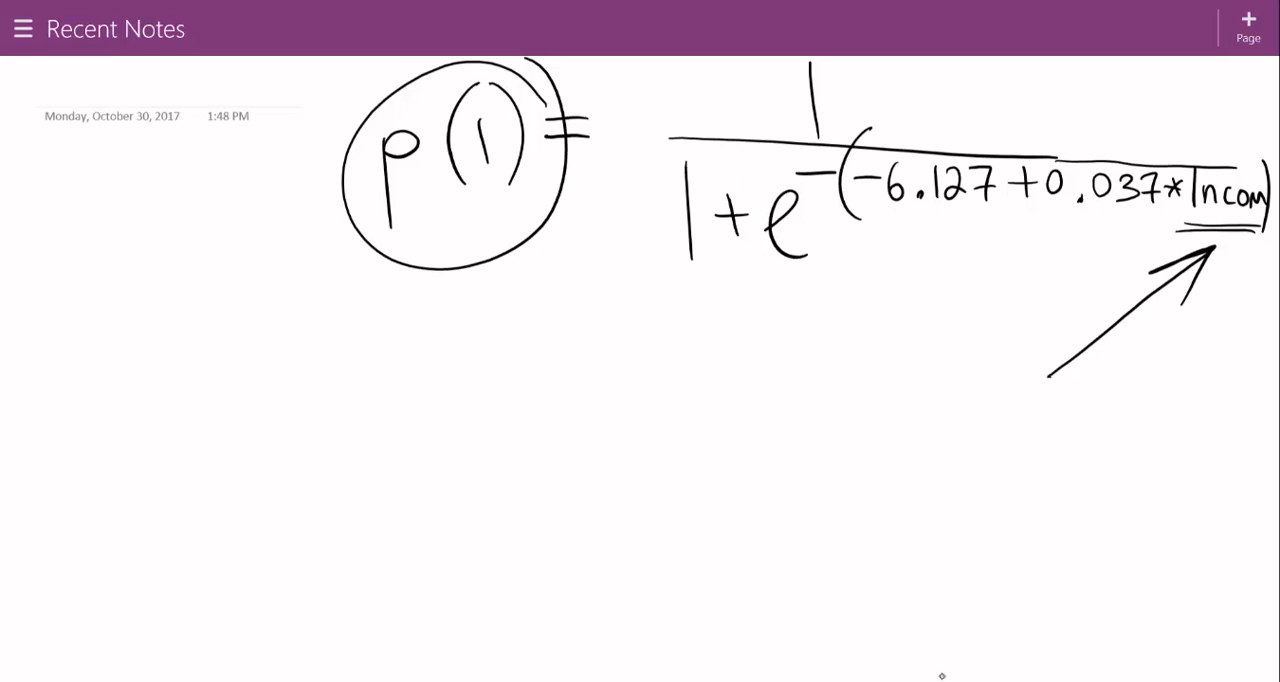 Recent Notes
Page
Monday, October 30, 2017 1:48 PM
1
p(1) =
1+e-(-6.127+0.037*Incom)